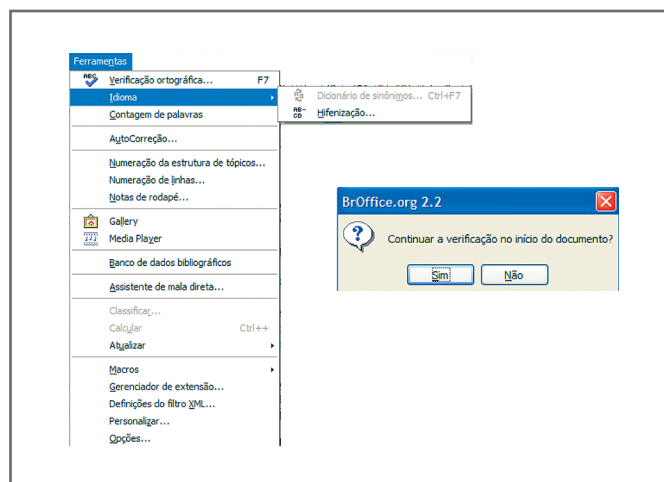 Ferramentas
Verificação ortográfica... F7
Idioma
Dicionário de sinônimos... Ctrl+F7
Hifenização...
Contagem de palavras
AutoCorreção...
Numeração da estrutura de tópicos...
Numeração de linhas...
Notas de rodapé...
Gallery
Media Player
Banco de dados bibliográficos
Assistente de mala direta...
Classificar...
Calcular Ctrl++
Atualizar
Macros
Gerenciador de extensão...
Definições do filtro XML...
Personalizar...
Opções...
BrOffice.org 2.2
Continuar a verificação no início do documento?
Sim Não